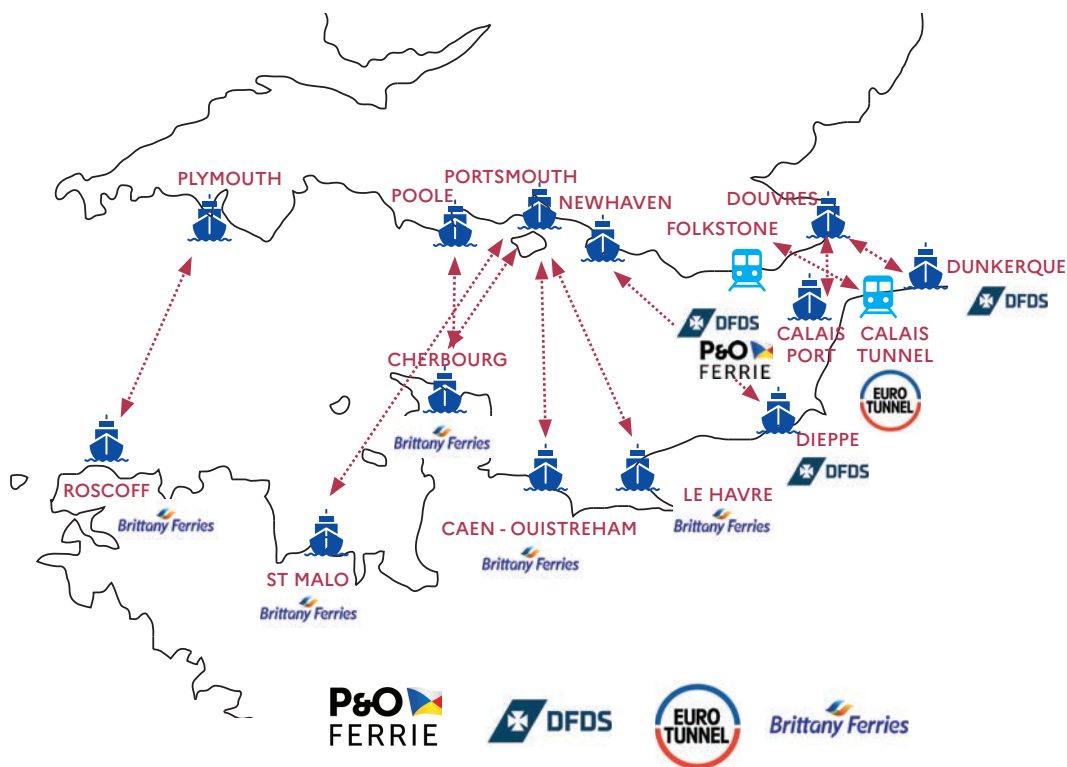 PLYMOUTH
PORTSMOUTH
POOLE
NEWHAVEN
DOUVRES
FOLKSTONE
DUNKERQUE
DFDS
DFDS
CALAIS
PORT
CALAIS
TUNNEL
P&O
FERRIE
CHERBOURG
EURO
TUNNEL
Brittany Ferries
DIEPPE
DFDS
ROSCOFF
LE HAVRE
Brittany Ferries
Brittany Ferries
CAEN - OUISTREHAM
Brittany Ferries
ST MALO
Brittany Ferries
P&O
FERRIE
DFDS
EURO
TUNNEL
Brittany Ferries